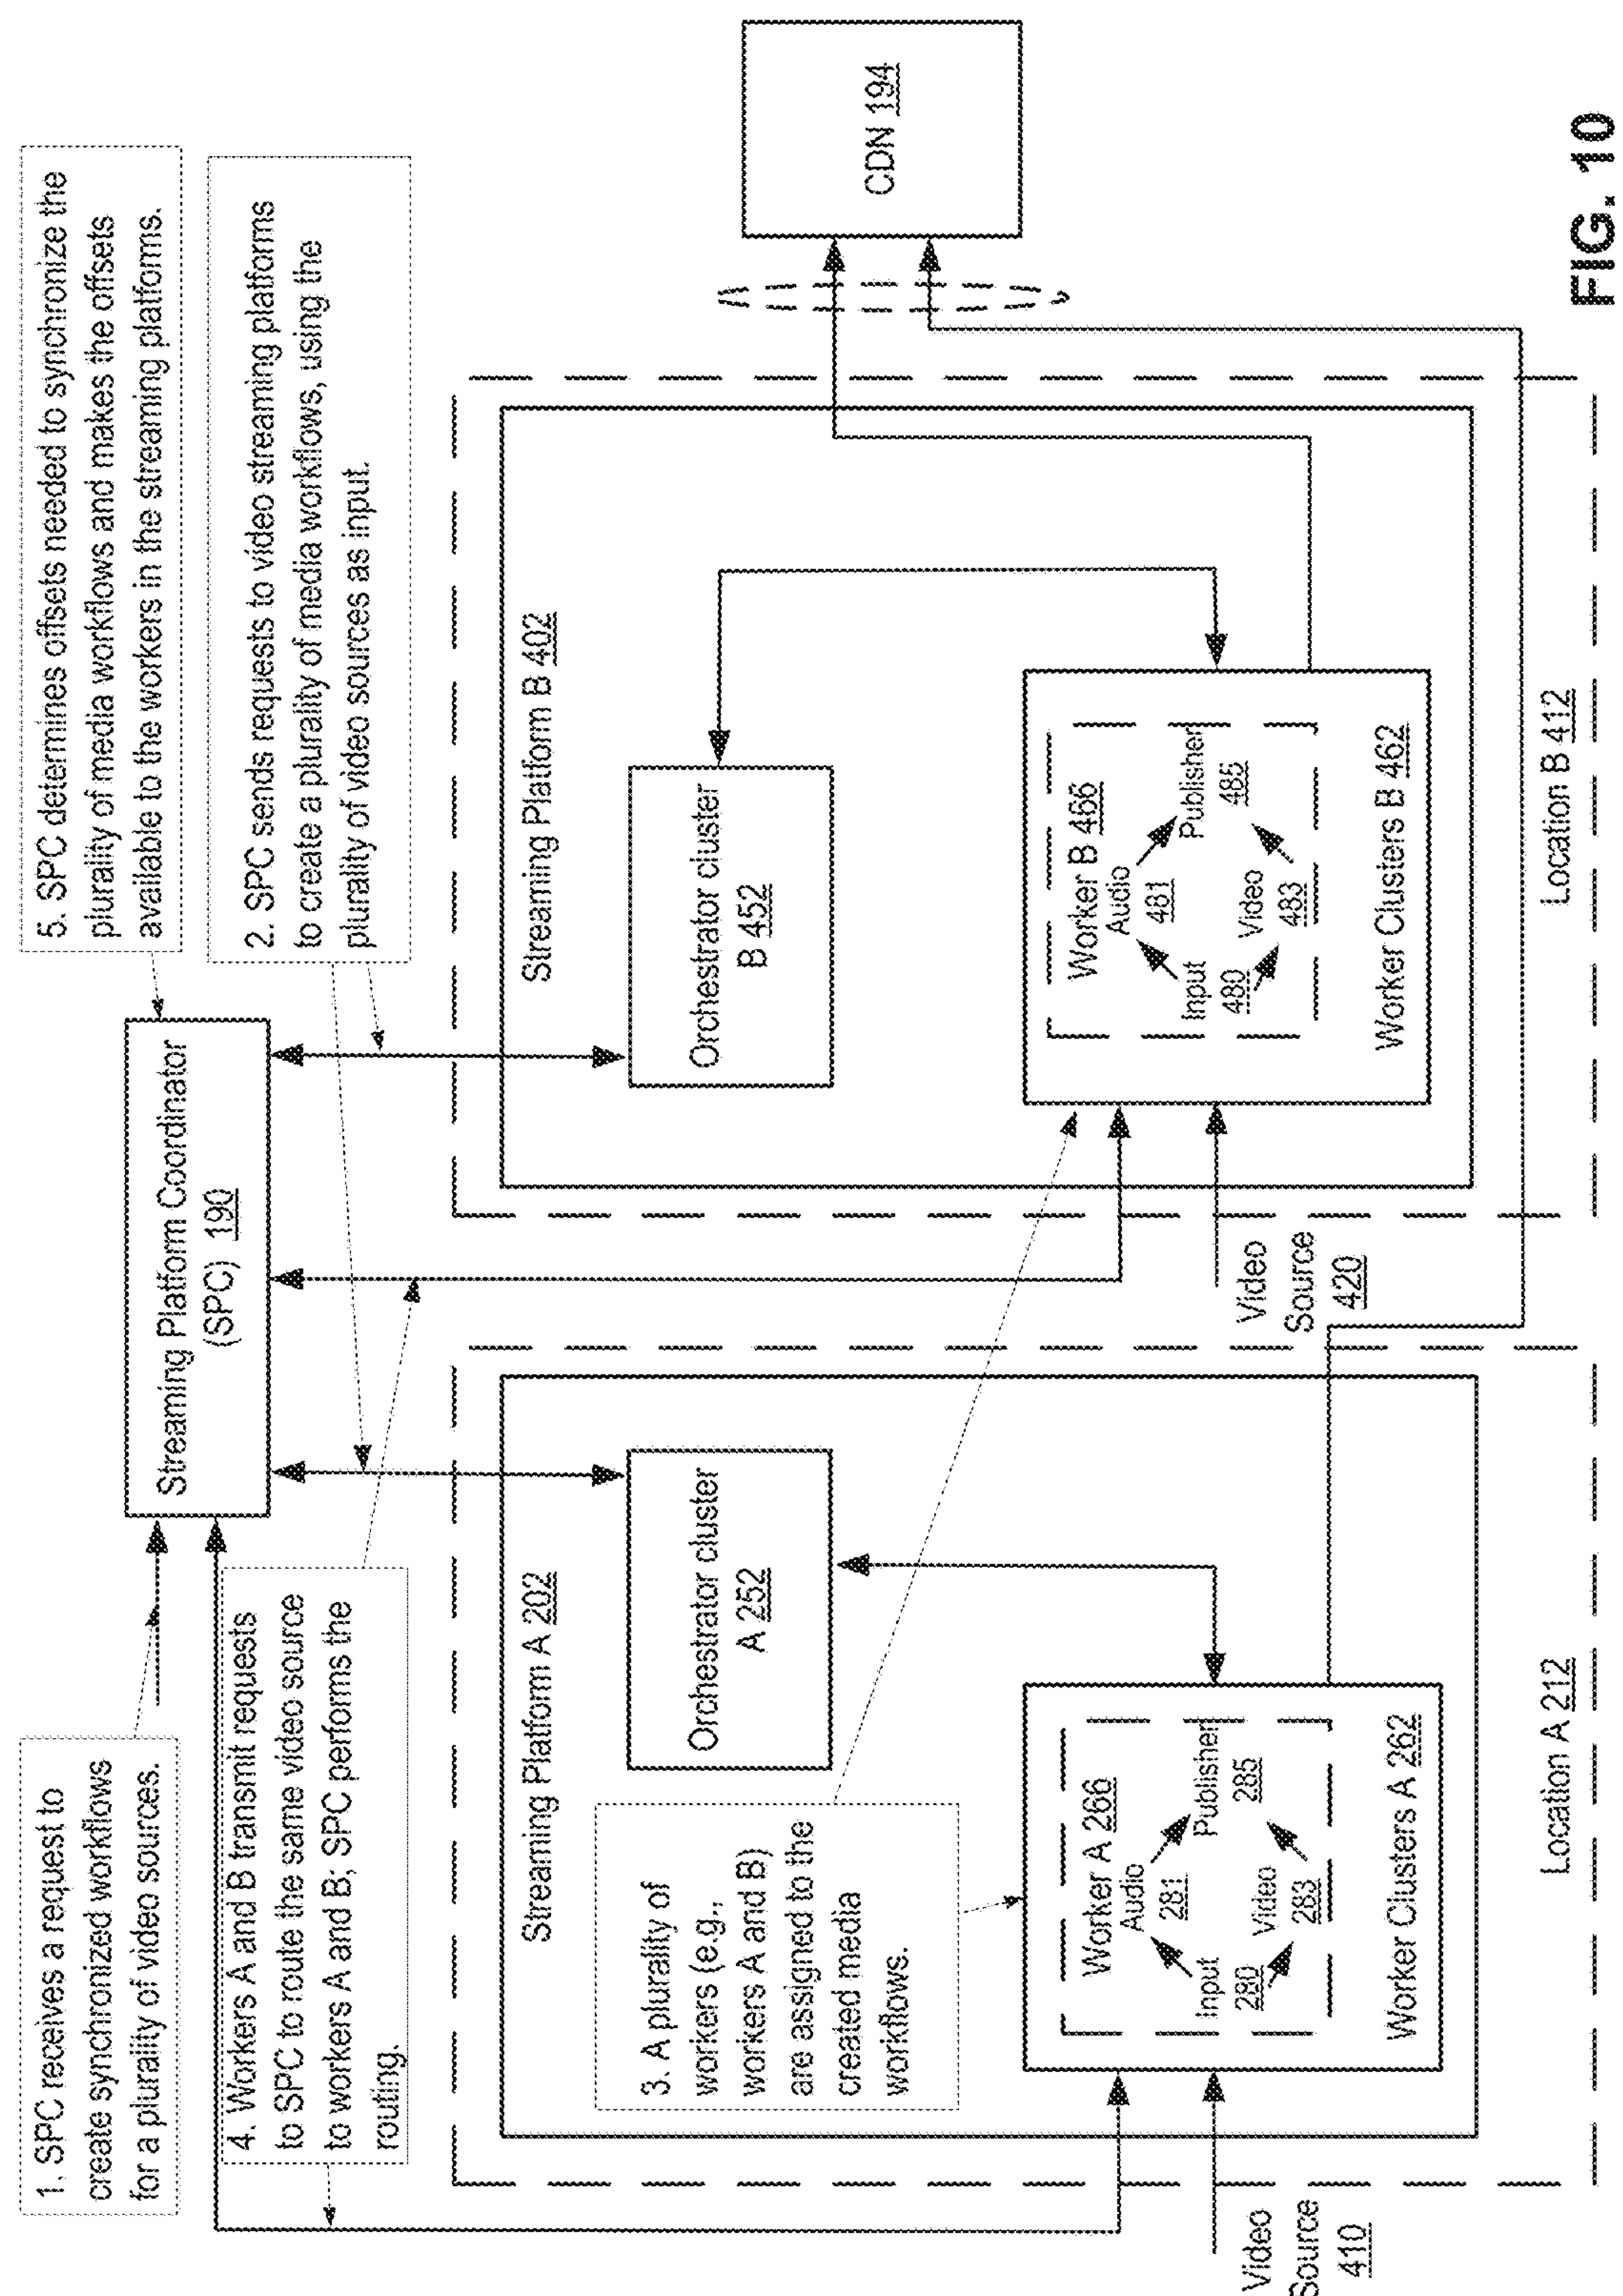 1. SPC receives a request to
create synchronized workflows
for a plurality of video sources.
Streaming Platform Coordinator
(SPC) 190
5. SPC determines offsets needed to synchronize the
plurality of media workflows and makes the offsets
available to the workers in the streaming platforms.
4. Workers A and B transmit requests
to SPC to route the same video source
to workers A and B; SPC performs the
routing.
2. SPC sends requests to video streaming platforms
to create a plurality of media workflows, using the
plurality of video sources as input.
Streaming Platform A 202
3. A plurality of
workers (e.g.,
workers A and B)
are assigned to the
created media
workflows.
Orchestrator cluster
A 252
Worker A 266
Audio
281
Input
280
Publisher
285
Video
283
Worker Clusters A 262
Location A 212
Video
Source
410
Streaming Platform B 402
Orchestrator cluster
B 452
Worker B 466
Audio
481
Input
480
Publisher
485
Video
483
Worker Clusters B 462
Location B 412
Video
Source
420
CDN 194
FIG. 10